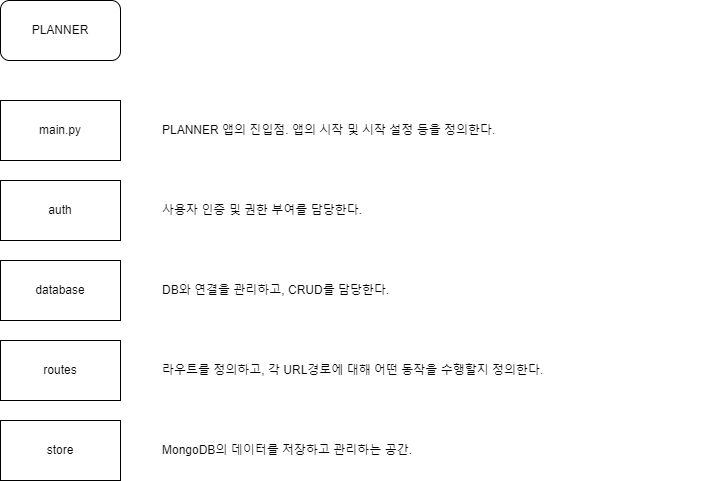 PLANNER
main.py
PLANNER 앱의 진입점. 앱의 시작 및 시작 설정 등을 정의한다.
auth
사용자 인증 및 권한 부여를 담당한다.
database
DB와 연결을 관리하고, CRUD를 담당한다.
routes
라우트를 정의하고, 각 URL경로에 대해 어떤 동작을 수행할지 정의한다.
store
MongoDB의 데이터를 저장하고 관리하는 공간.